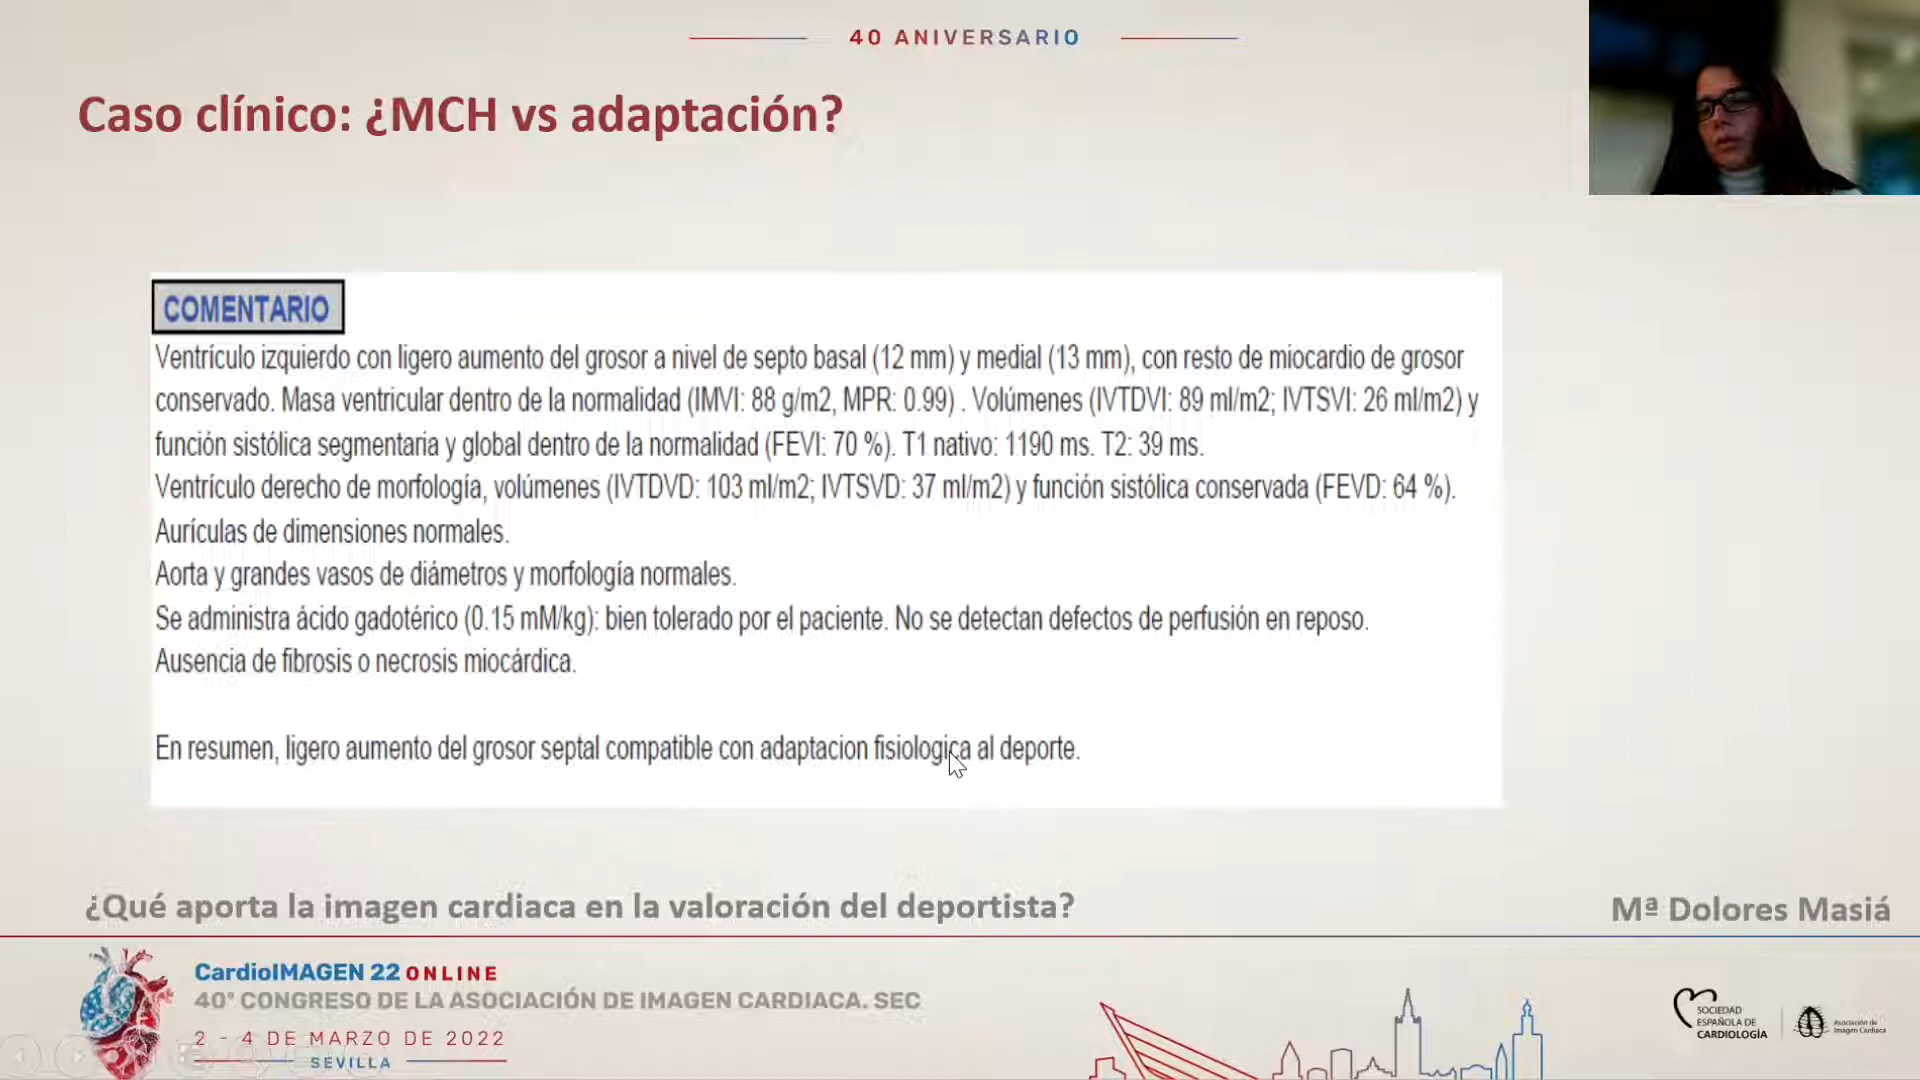 40 ANIVERSARIO
Caso clínico: ¿MCH vs adaptación?
COMENTARIO
Ventrículo izquierdo con ligero aumento del grosor a nivel de septo basal (12 mm) y medial (13 mm), con resto de miocardio de grosor
conservado. Masa ventricular dentro de la normalidad (IMVI: 88 g/m2, MPR: 0.99) . Volúmenes (IVTDVI: 89 ml/m2; IVTSVI: 26 ml/m2) y
función sistólica segmentaria y global dentro de la normalidad (FEVI: 70 %). T1 nativo: 1190 ms. T2: 39 ms.
Ventrículo derecho de morfología, volúmenes (IVTDVD: 103 ml/m2; IVTSVD: 37 ml/m2) y función sistólica conservada (FEVD: 64 %).
Aurículas de dimensiones normales.
Aorta y grandes vasos de diámetros y morfología normales.
Se administra ácido gadotérico (0.15 mM/kg): bien tolerado por el paciente. No se detectan defectos de perfusión en reposo.
Ausencia de fibrosis o necrosis miocárdica.
En resumen, ligero aumento del grosor septal compatible con adaptacion fisiologica al deporte.
¿Qué aporta la imagen cardiaca en la valoración del deportista?
Mª Dolores Masiá
CardioIMAGEN 22 ONLINE
40º CONGRESO DE LA ASOCIACIÓN DE IMAGEN CARDIACA. SEC
2 - 4 DE MARZO DE 2022
SEVILLA
SOCIEDAD
ESPAÑOLA DE
CARDIOLOGÍA
Asociación de
Imagen Cardiaca